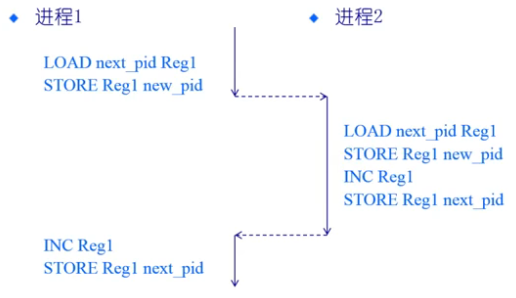 进程1
进程2
LOAD next_pid Reg1
STORE Reg1 new_pid
LOAD next_pid Reg1
STORE Reg1 new_pid
INC Reg1
STORE Reg1 next_pid
INC Reg1
STORE Reg1 next_pid